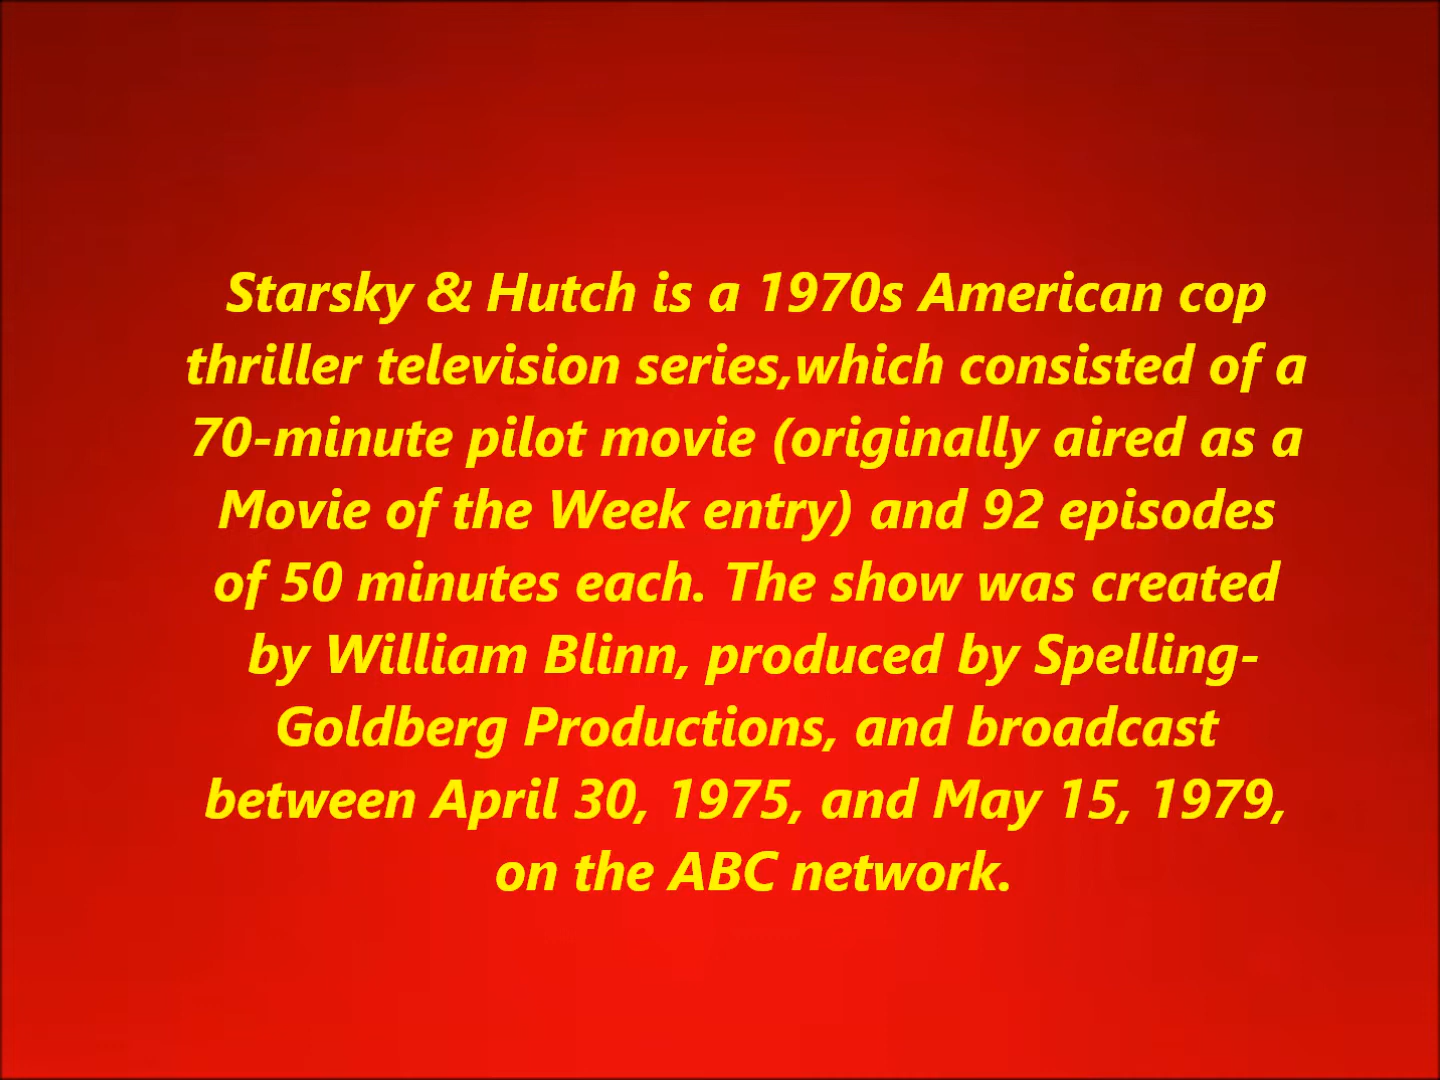 Starsky & Hutch is a 1970s American cop
thriller television series,which consisted of a
70-minute pilot movie (originally aired as a
Movie of the Week entry) and 92 episodes
of 50 minutes each. The show was created
by William Blinn, produced by Spelling-
Goldberg Productions, and broadcast
between April 30, 1975, and May 15, 1979,
on the ABC network.